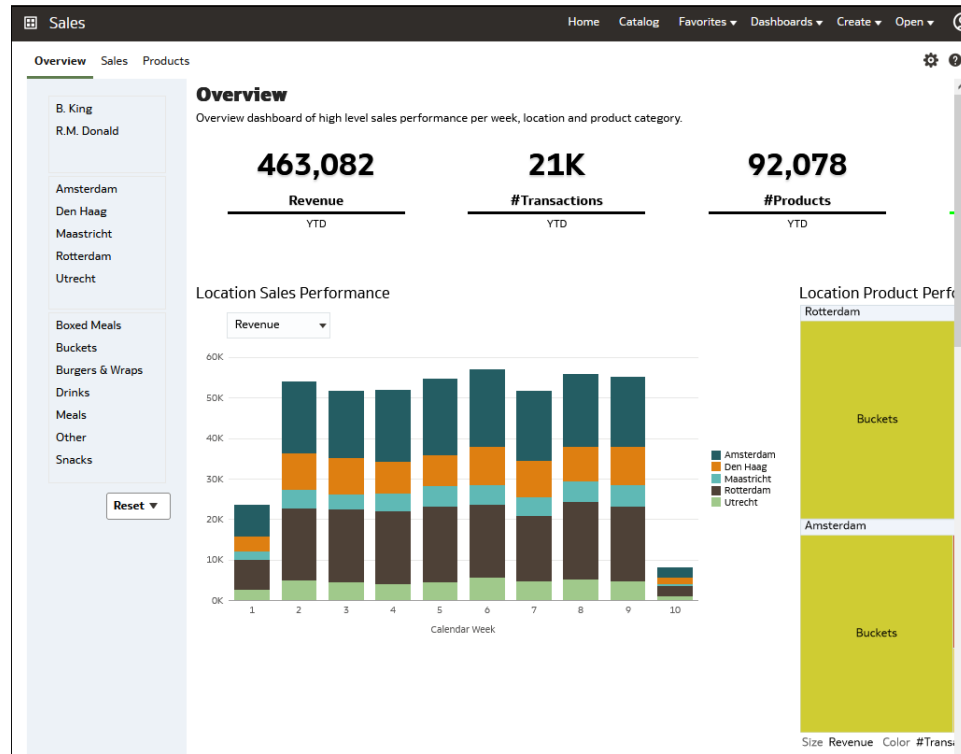 Sales
Home Catalog Favorites Dashboards Create Open
Overview Sales Products
B. King
R.M. Donald
Amsterdam
Den Haag
Maastricht
Rotterdam
Utrecht
Boxed Meals
Buckets
Burgers & Wraps
Drinks
Meals
Other
Snacks
Reset
Overview
Overview dashboard of high level sales performance per week, location and product category.
463,082
Revenue
YTD
21K
#Transactions
YTD
92,078
#Products
YTD
Location Sales Performance
Revenue
60K
50K
40K
30K
20K
10K
0K
1 2 3 4 5 6 7 8 9 10
Calendar Week
Amsterdam
Den Haag
Maastricht
Rotterdam
Utrecht
Location Product Perfo
Rotterdam
Buckets
Amsterdam
Buckets
Size Revenue Color #Transa